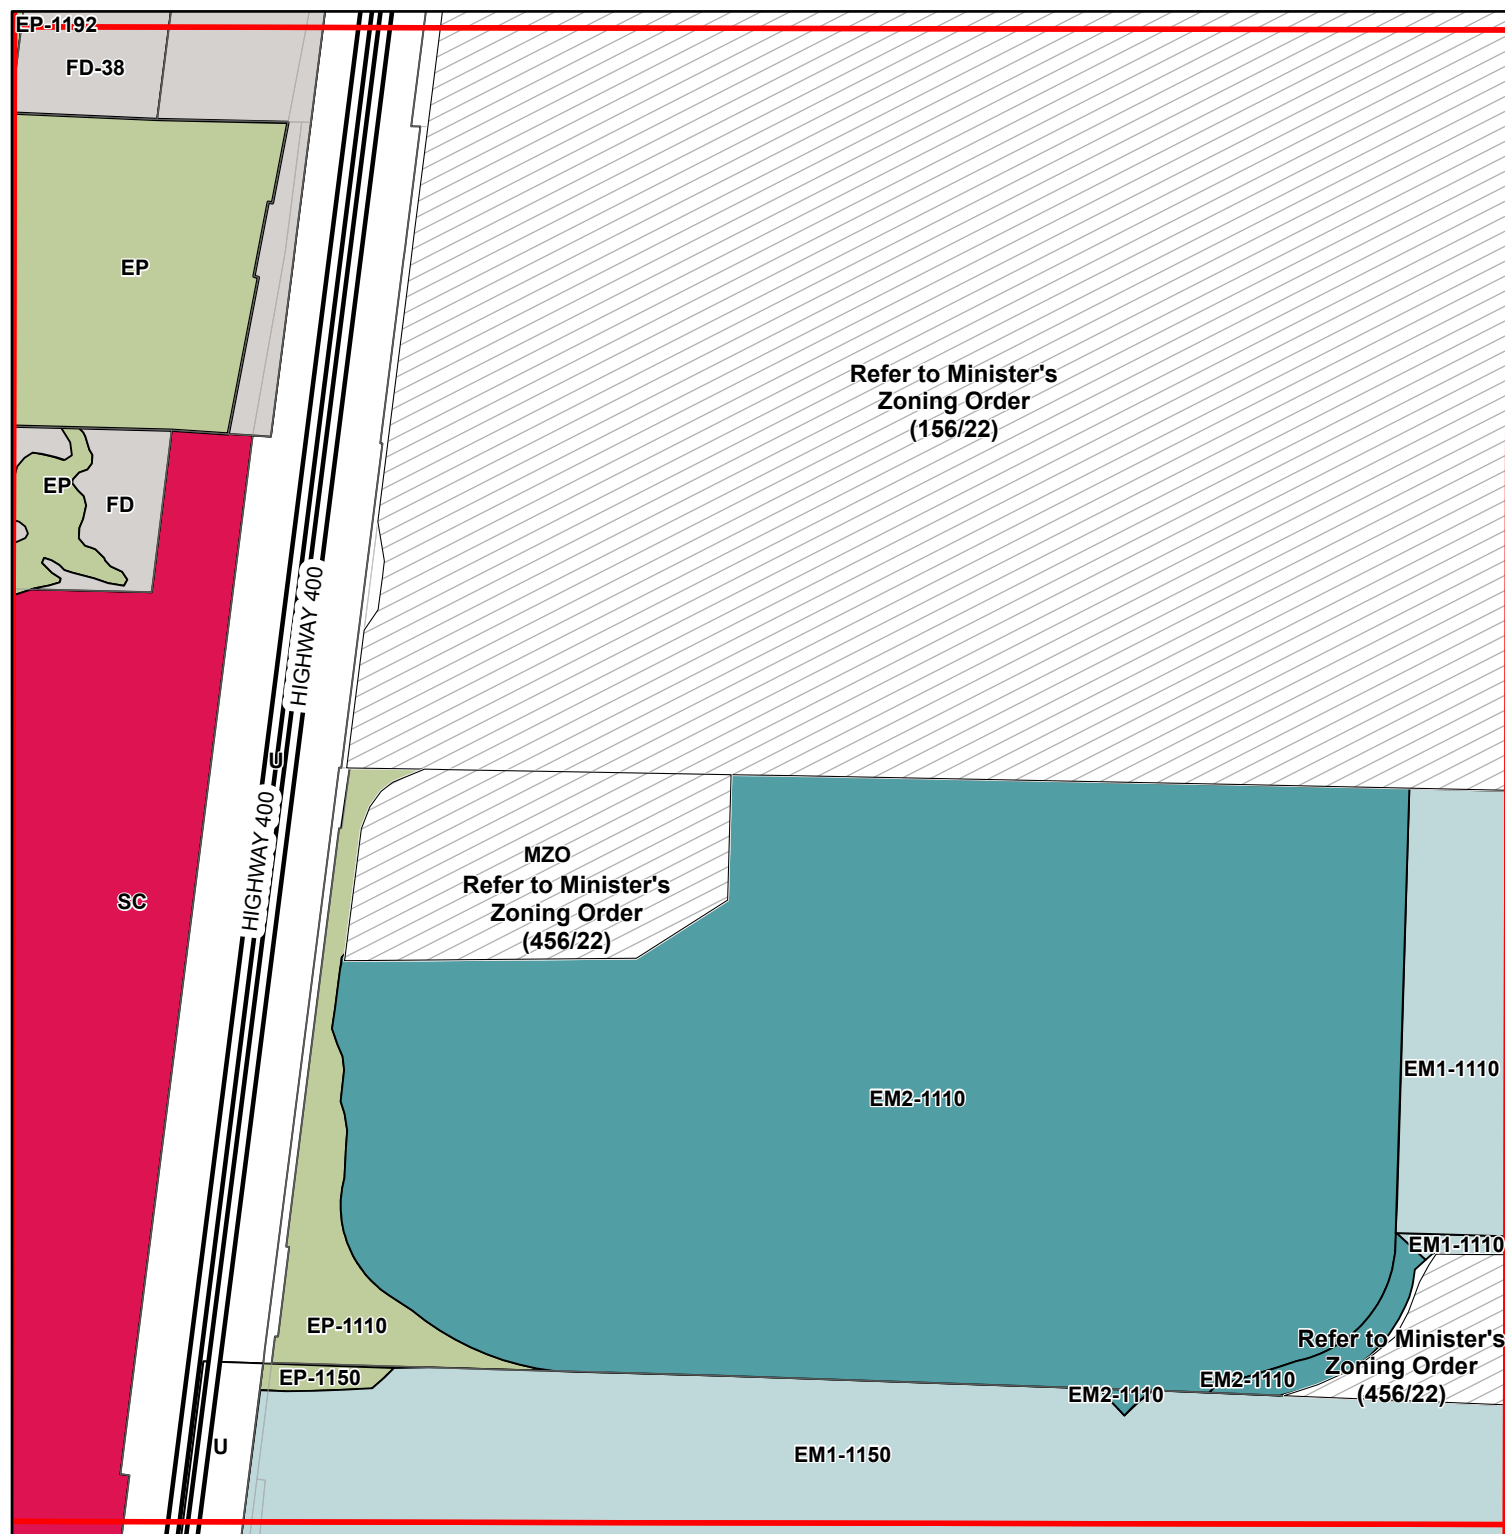 EP-1192
FD-38
EP
Refer to Minister's
Zoning Order
(156/22)
EP
FD
HIGHWAY 400
U
HIGHWAY 400
SC
MZO
Refer to Minister's
Zoning Order
(456/22)
EM1-1110
EM2-1110
EM1-1110
EP-1110
Refer to Minister's
Zoning Order
(456/22)
EP-1150
EM2-1110
EM2-1110
U
EM1-1150